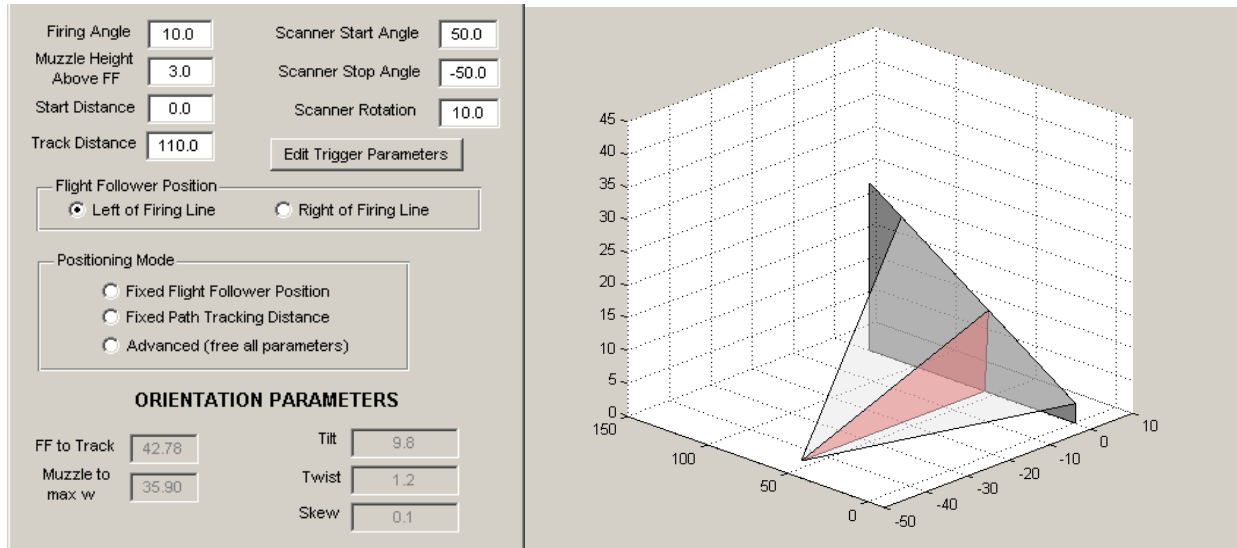 Firing Angle 10.0
Scanner Start Angle 50.0
Muzzle Height
Above FF 3.0
Scanner Stop Angle -50.0
Start Distance 0.0
Scanner Rotation 10.0
Track Distance 110.0
Edit Trigger Parameters
Flight Follower Position
Left of Firing Line
Right of Firing Line
Positioning Mode
Fixed Flight Follower Position
Fixed Path Tracking Distance
Advanced (free all parameters)
ORIENTATION PARAMETERS
FF to Track 42.78
Tilt 9.8
Muzzle to
max w 35.90
Twist 1.2
Skew 0.1
45
40
35
30
25
20
15
10
5
0
150
100
50
0
-50
-40
-30
-20
-10
0
10